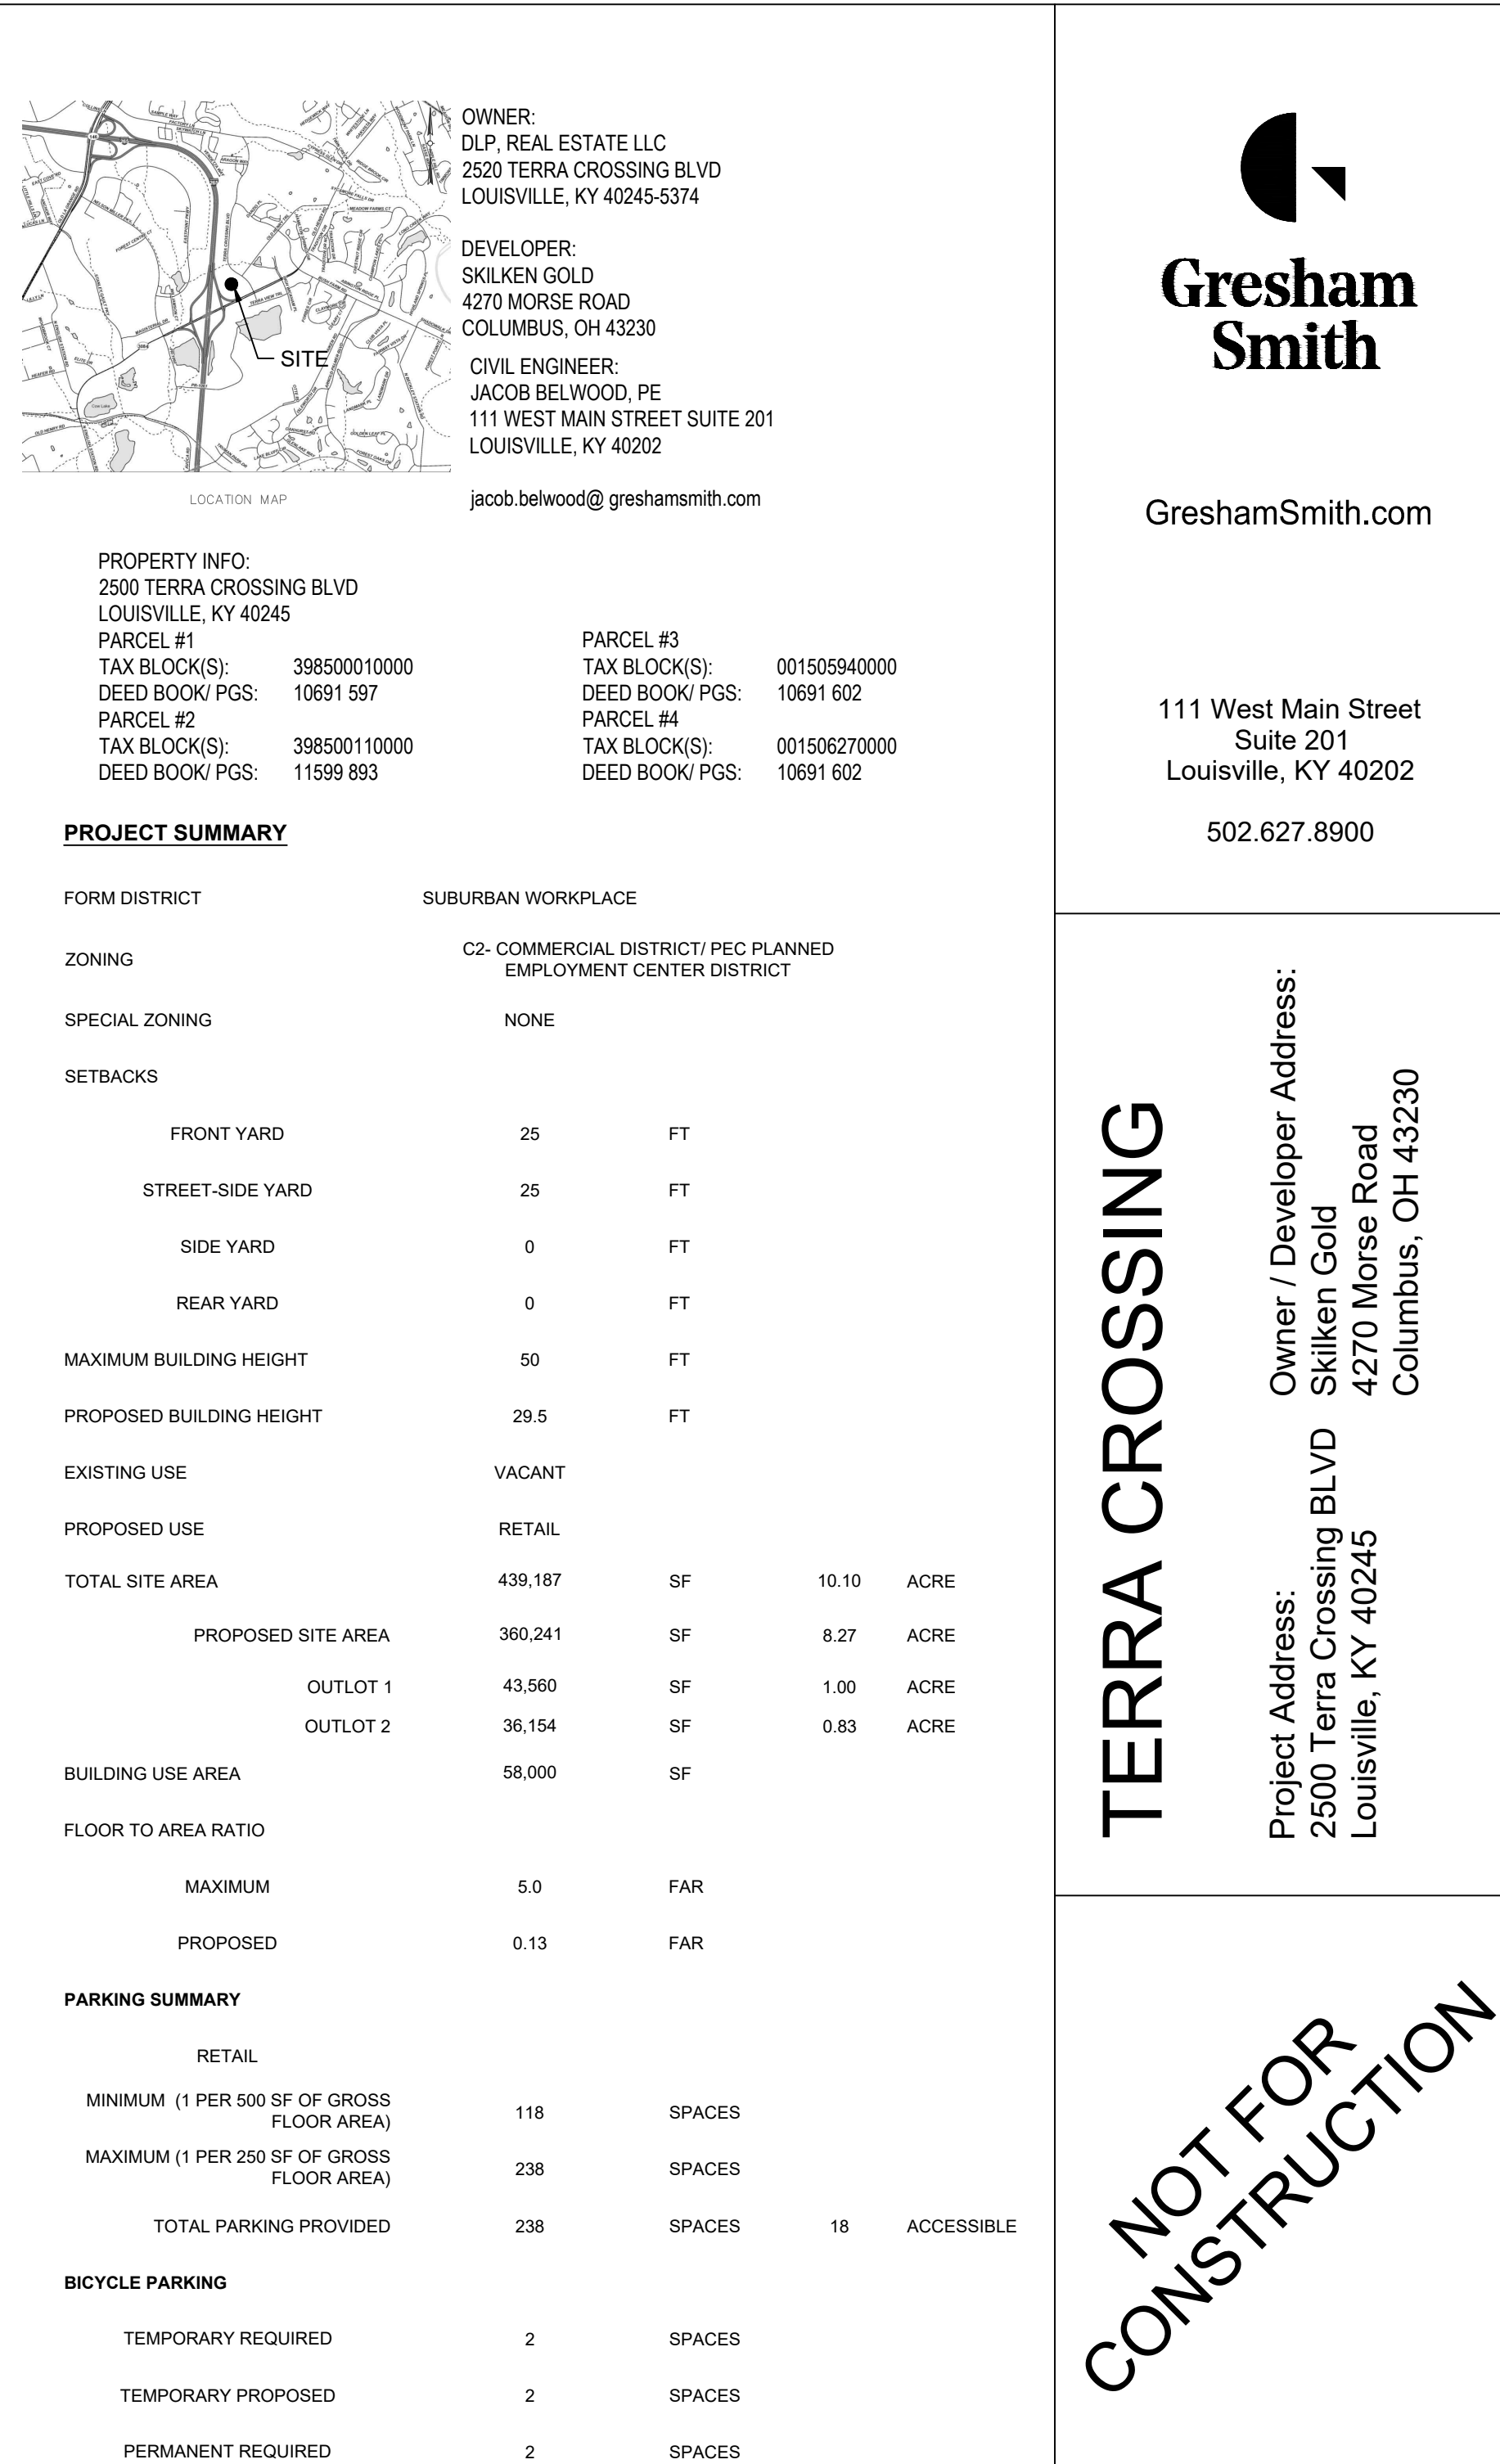 OWNER:
DLP, REAL ESTATE LLC
2520 TERRA CROSSING BLVD
LOUISVILLE, KY 40245-5374
DEVELOPER:
SKILKEN GOLD
4270 MORSE ROAD
COLUMBUS, OH 43230
SITE
CIVIL ENGINEER:
JACOB BELWOOD, PE
111 WEST MAIN STREET SUITE 201
LOUISVILLE, KY 40202
LOCATION MAP
jacob.belwood@ greshamsmith.com
PROPERTY INFO:
2500 TERRA CROSSING BLVD
LOUISVILLE, KY 40245
PARCEL #1
TAX BLOCK(S): 398500010000
DEED BOOK/ PGS: 10691 597
PARCEL #2
TAX BLOCK(S): 398500110000
DEED BOOK/ PGS: 11599 893
PARCEL #3
TAX BLOCK(S): 001505940000
DEED BOOK/ PGS: 10691 602
PARCEL #4
TAX BLOCK(S): 001506270000
DEED BOOK/ PGS: 10691 602
PROJECT SUMMARY
FORM DISTRICT SUBURBAN WORKPLACE
ZONING C2- COMMERCIAL DISTRICT/ PEC PLANNED
EMPLOYMENT CENTER DISTRICT
SPECIAL ZONING NONE
SETBACKS
FRONT YARD 25 FT
STREET-SIDE YARD 25 FT
SIDE YARD 0 FT
REAR YARD 0 FT
MAXIMUM BUILDING HEIGHT 50 FT
PROPOSED BUILDING HEIGHT 29.5 FT
EXISTING USE VACANT
PROPOSED USE RETAIL
TOTAL SITE AREA 439,187 SF 10.10 ACRE
PROPOSED SITE AREA 360,241 SF 8.27 ACRE
OUTLOT 1 43,560 SF 1.00 ACRE
OUTLOT 2 36,154 SF 0.83 ACRE
BUILDING USE AREA 58,000 SF
FLOOR TO AREA RATIO
MAXIMUM 5.0 FAR
PROPOSED 0.13 FAR
PARKING SUMMARY
RETAIL
MINIMUM (1 PER 500 SF OF GROSS
FLOOR AREA) 118 SPACES
MAXIMUM (1 PER 250 SF OF GROSS
FLOOR AREA) 238 SPACES
TOTAL PARKING PROVIDED 238 SPACES 18 ACCESSIBLE
BICYCLE PARKING
TEMPORARY REQUIRED 2 SPACES
TEMPORARY PROPOSED 2 SPACES
PERMANENT REQUIRED 2 SPACES
Gresham
Smith
GreshamSmith.com
111 West Main Street
Suite 201
Louisville, KY 40202
502.627.8900
TERRA CROSSING
Project Address:
2500 Terra Crossing BLVD
Louisville, KY 40245
Owner / Developer Address:
Skilken Gold
4270 Morse Road
Columbus, OH 43230
NOT FOR
CONSTRUCTION